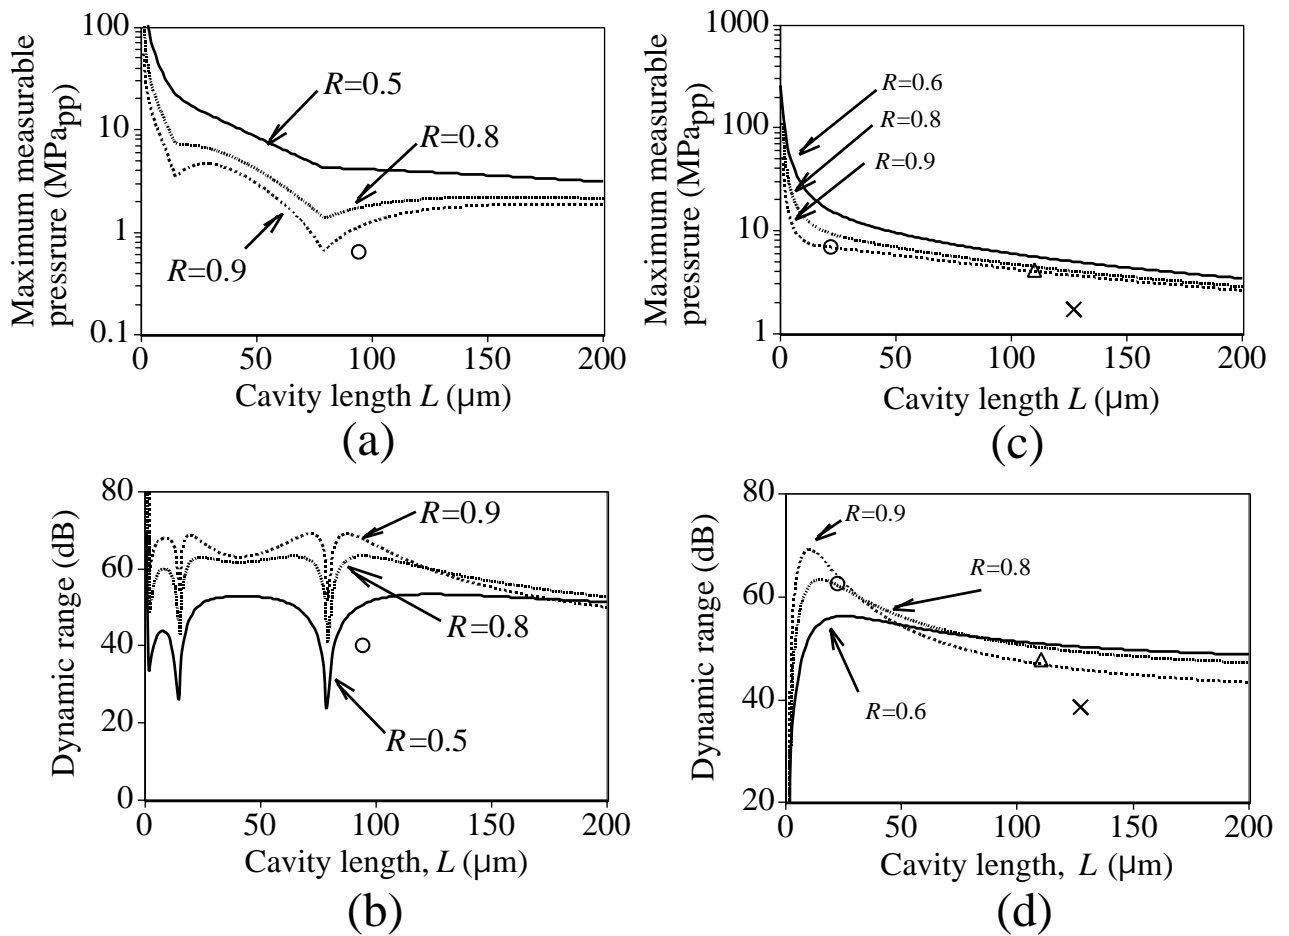 Maximum measurable
pressrure (MPapp)
100
10
1
0.1
R=0.5
R=0.8
R=0.9
0 50 100 150 200
Cavity length L (μm)
(a)
Maximum measurable
pressrure (MPapp)
1000
100
10
1
R=0.6
R=0.8
R=0.9
0 50 100 150 200
Cavity length L (μm)
(c)
Dynamic range (dB)
80
60
40
20
0
R=0.9
R=0.8
R=0.5
0 50 100 150 200
Cavity length, L (μm)
(b)
Dynamic range (dB)
80
60
40
20
R=0.9
R=0.8
R=0.6
0 50 100 150 200
Cavity length, L (μm)
(d)